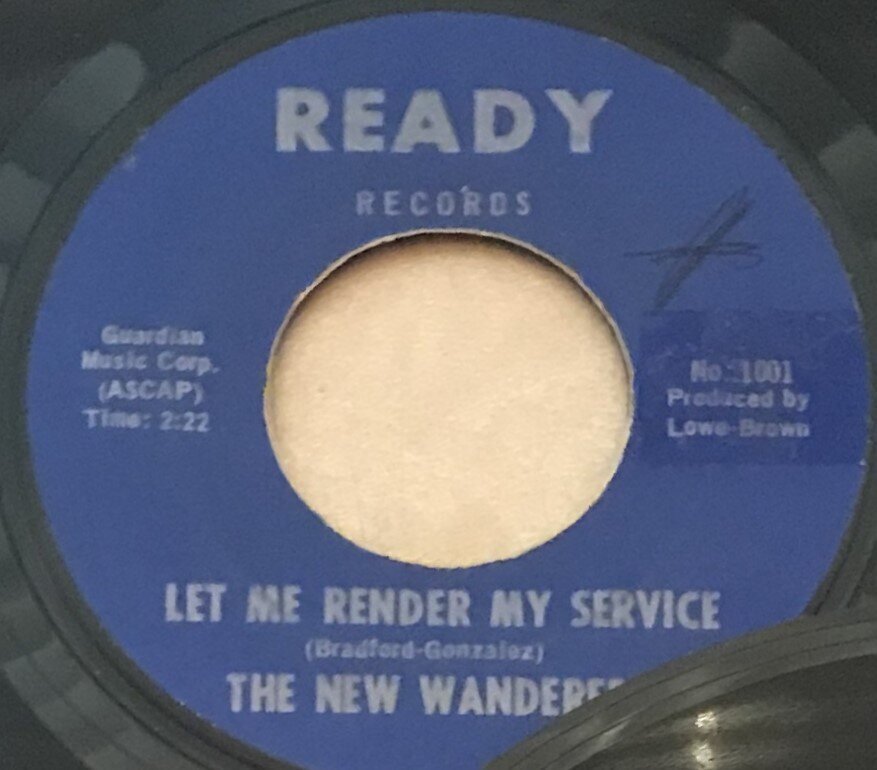 READY
RECORDS
Guardian
Music Corp.
(ASCAP)
Time: 2:22
No. 1001
Produced by
Lowe-Brown
LET ME RENDER MY SERVICE
(Bradford-Gonzalez)
THE NEW